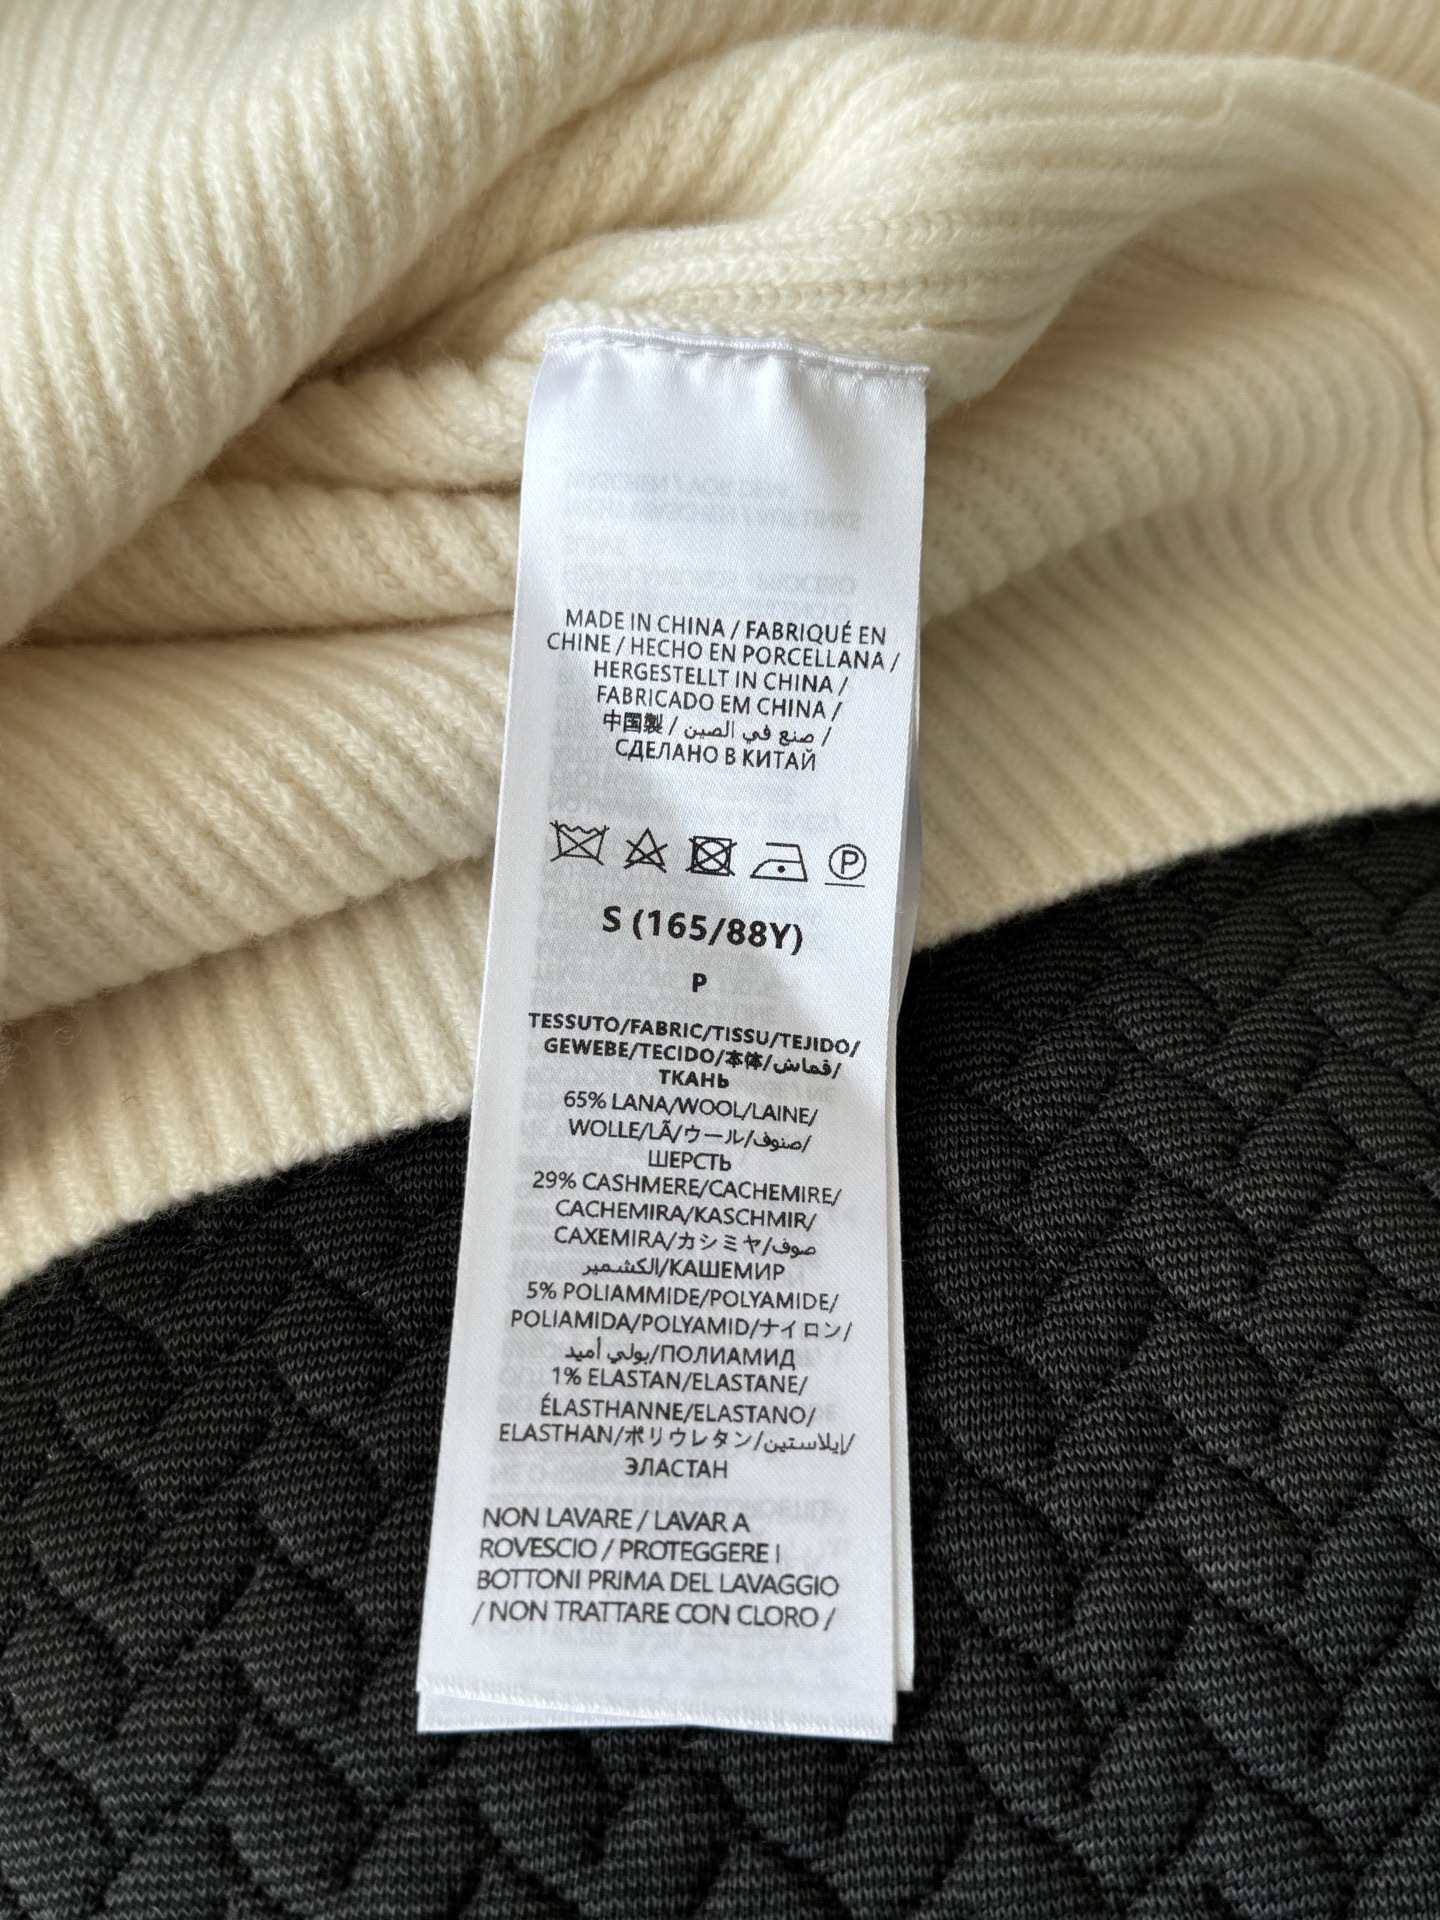 MADE IN CHINA / FABRIQUÉ EN
CHINE / HECHO EN PORCELLANA /
HERGESTELLT IN CHINA /
FABRICADO EM CHINA /
中国製 / صنع في الصين /
СДЕЛАНО В КИТАЙ
P
S (165/88Y)
P
TESSUTO/FABRIC/TISSU/TEJIDO/
GEWEBE/TECIDO/本体/قماش/
ТКАНЬ
65% LANA/WOOL/LAINE/
WOLLE/LÃ/ウール/صنوف/
ШЕРСТЬ
29% CASHMERE/CACHEMIRE/
CACHEMIRA/KASCHMIR/
CAXEMIRA/カシミヤ/صوف
الكشمير/КАШЕМИР
5% POLIAMMIDE/POLYAMIDE/
POLIAMIDA/POLYAMID/ナイロン/
بولي أميد/ПОЛИАМИД
1% ELASTAN/ELASTANE/
ÉLASTHANNE/ELASTANO/
ELASTHAN/ポリウレタン/إيلاستين/
ЭЛАСТАН
NON LAVARE / LAVAR A
ROVESCIO / PROTEGGERE I
BOTTONI PRIMA DEL LAVAGGIO
/ NON TRATTARE CON CLORO /